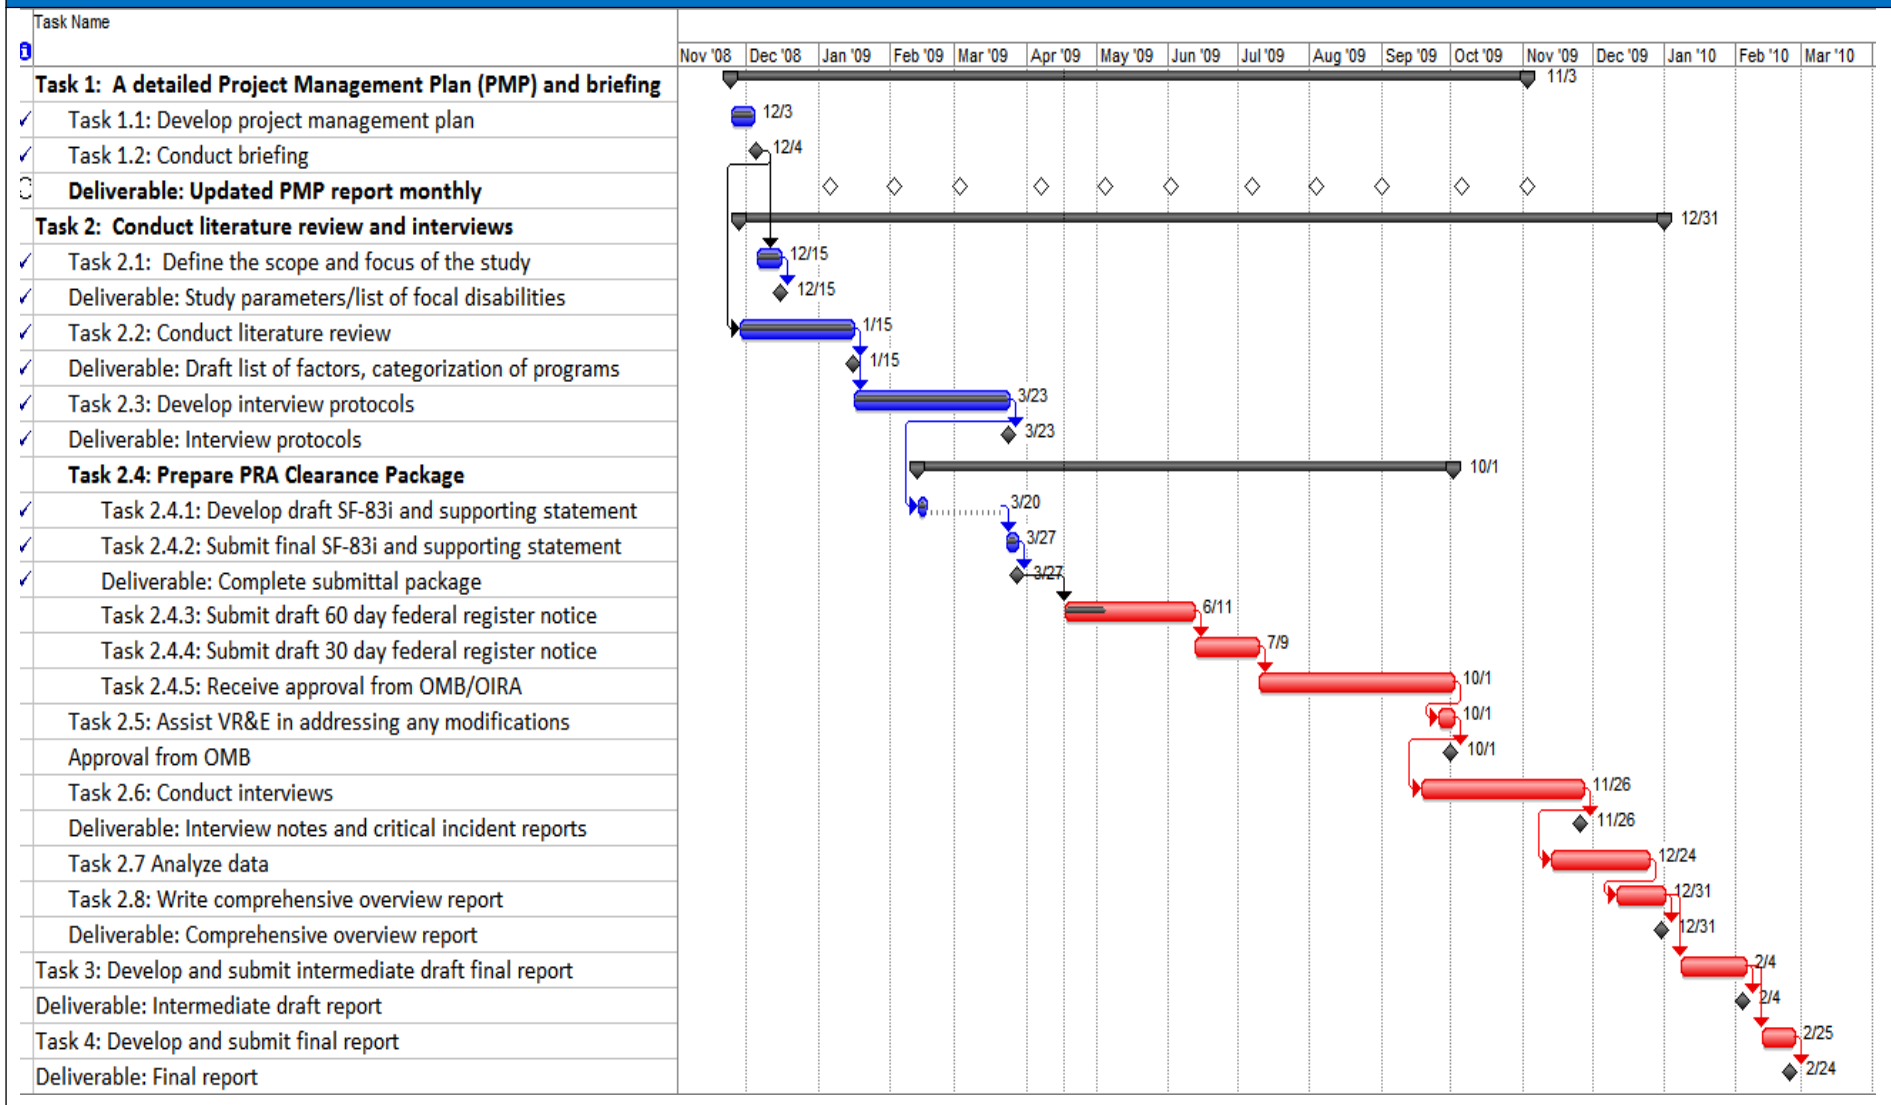 Task Name
Nov '08 Dec '08 Jan '09 Feb '09 Mar '09 Apr '09 May '09 Jun '09 Jul '09 Aug '09 Sep '09 Oct '09 Nov '09 Dec '09 Jan '10 Feb '10 Mar '10
Task 1: A detailed Project Management Plan (PMP) and briefing 11/3
Task 1.1: Develop project management plan 12/3
Task 1.2: Conduct briefing 12/4
Deliverable: Updated PMP report monthly
Task 2: Conduct literature review and interviews 12/31
Task 2.1: Define the scope and focus of the study 12/15
Deliverable: Study parameters/list of focal disabilities 12/15
Task 2.2: Conduct literature review 1/15
Deliverable: Draft list of factors, categorization of programs 1/15
Task 2.3: Develop interview protocols 3/23
Deliverable: Interview protocols 3/23
Task 2.4: Prepare PRA Clearance Package 10/1
Task 2.4.1: Develop draft SF-83i and supporting statement 3/20
Task 2.4.2: Submit final SF-83i and supporting statement 3/27
Deliverable: Complete submittal package 3/27
Task 2.4.3: Submit draft 60 day federal register notice 6/11
Task 2.4.4: Submit draft 30 day federal register notice 7/9
Task 2.4.5: Receive approval from OMB/OIRA 10/1
Task 2.5: Assist VR&E in addressing any modifications 10/1
Approval from OMB 10/1
Task 2.6: Conduct interviews 11/26
Deliverable: Interview notes and critical incident reports 11/26
Task 2.7 Analyze data 12/24
Task 2.8: Write comprehensive overview report 12/31
Deliverable: Comprehensive overview report 12/31
Task 3: Develop and submit intermediate draft final report 2/4
Deliverable: Intermediate draft report 2/4
Task 4: Develop and submit final report 2/25
Deliverable: Final report 2/24